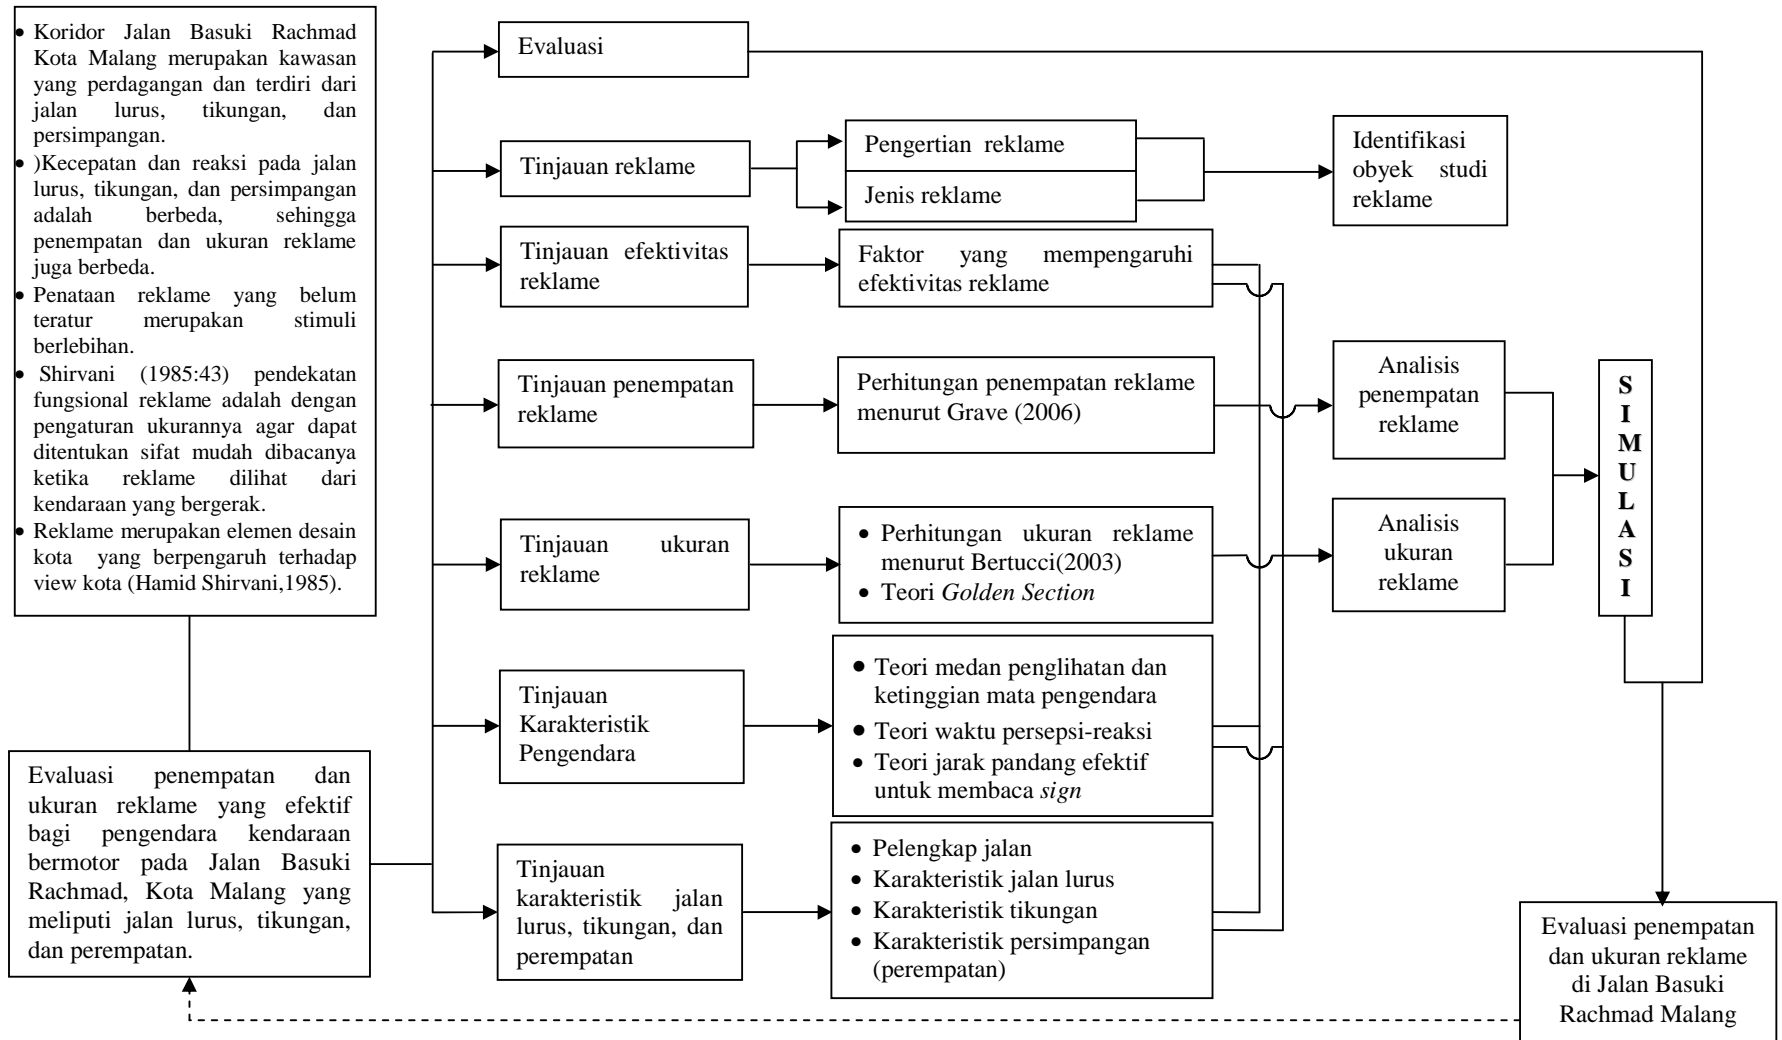 • Koridor Jalan Basuki Rachmad
Kota Malang merupakan kawasan
yang perdagangan dan terdiri dari
jalan lurus, tikungan, dan
persimpangan.
• )Kecepatan dan reaksi pada jalan
lurus, tikungan, dan persimpangan
adalah berbeda, sehingga
penempatan dan ukuran reklame
juga berbeda.
• Penataan reklame yang belum
teratur merupakan stimuli
berlebihan.
• Shirvani (1985:43) pendekatan
fungsional reklame adalah dengan
pengaturan ukurannya agar dapat
ditentukan sifat mudah dibacanya
ketika reklame dilihat dari
kendaraan yang bergerak.
• Reklame merupakan elemen desain
kota yang berpengaruh terhadap
view kota (Hamid Shirvani,1985).
Evaluasi penempatan dan
ukuran reklame yang efektif
bagi pengendara kendaraan
bermotor pada Jalan Basuki
Rachmad, Kota Malang yang
meliputi jalan lurus, tikungan,
dan perempatan.
Evaluasi
Tinjauan reklame
Pengertian reklame
Jenis reklame
Identifikasi
obyek studi
reklame
Tinjauan efektivitas
reklame
Faktor yang mempengaruhi
efektivitas reklame
Tinjauan penempatan
reklame
Perhitungan penempatan reklame
menurut Grave (2006)
Analisis
penempatan
reklame
Tinjauan ukuran
reklame
• Perhitungan ukuran reklame
menurut Bertucci(2003)
• Teori Golden Section
Analisis
ukuran
reklame
S
I
M
U
L
A
S
I
Tinjauan
Karakteristik
Pengendara
• Teori medan penglihatan dan
ketinggian mata pengendara
• Teori waktu persepsi-reaksi
• Teori jarak pandang efektif
untuk membaca sign
Tinjauan
karakteristik jalan
lurus, tikungan, dan
perempatan
• Pelengkap jalan
• Karakteristik jalan lurus
• Karakteristik tikungan
• Karakteristik persimpangan
(perempatan)
Evaluasi penempatan
dan ukuran reklame
di Jalan Basuki
Rachmad Malang